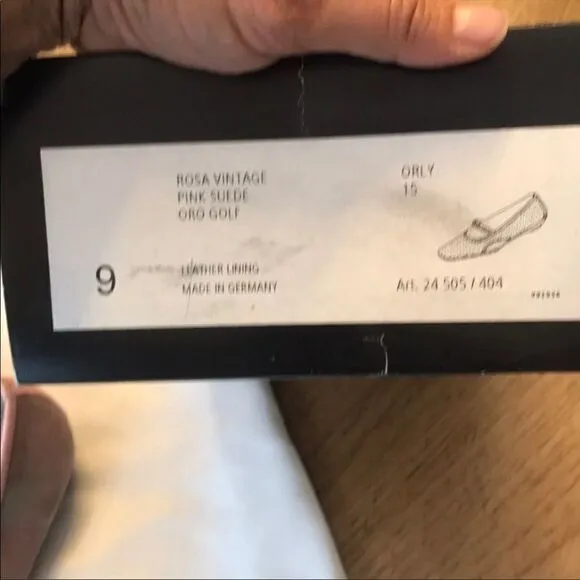 ROSA VINTAGE
PINK SUEDE
ORO GOLF
ORLY
15
9
LEATHER LINING
MADE IN GERMANY
Art. 24 505 / 404